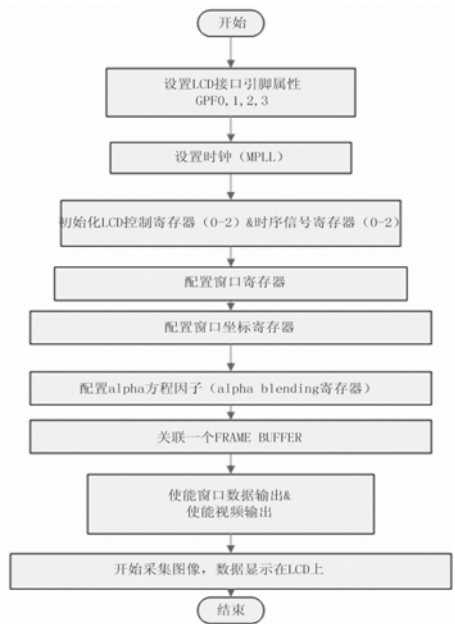 开始
设置LCD接口引脚属性
GPF0,1,2,3
设置时钟（MPLL）
初始化LCD控制寄存器（0-2）&时序信号寄存器（0-2）
配置窗口寄存器
配置窗口坐标寄存器
配置alpha方程因子（alpha blending寄存器）
关联一个FRAME BUFFER
使能窗口数据输出&
使能视频输出
开始采集图像，数据显示在LCD上
结束